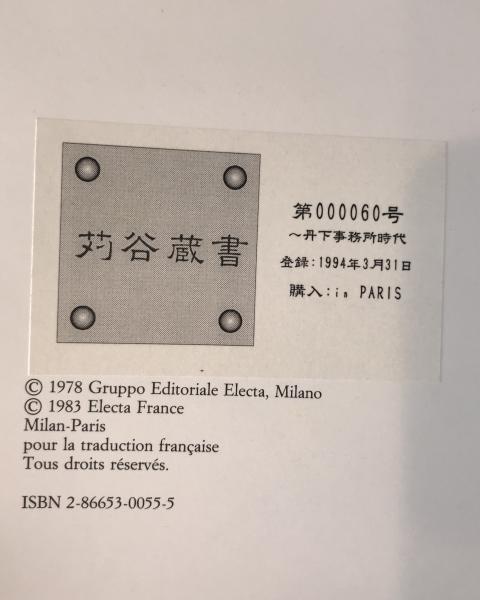 苅谷蔵書
第000060号
～丹下事務所時代
登録:1994年3月31日
購入:in PARIS
© 1978 Gruppo Editoriale Electa, Milano
© 1983 Electa France
Milan-Paris
pour la traduction française
Tous droits réservés.
ISBN 2-86653-0055-5